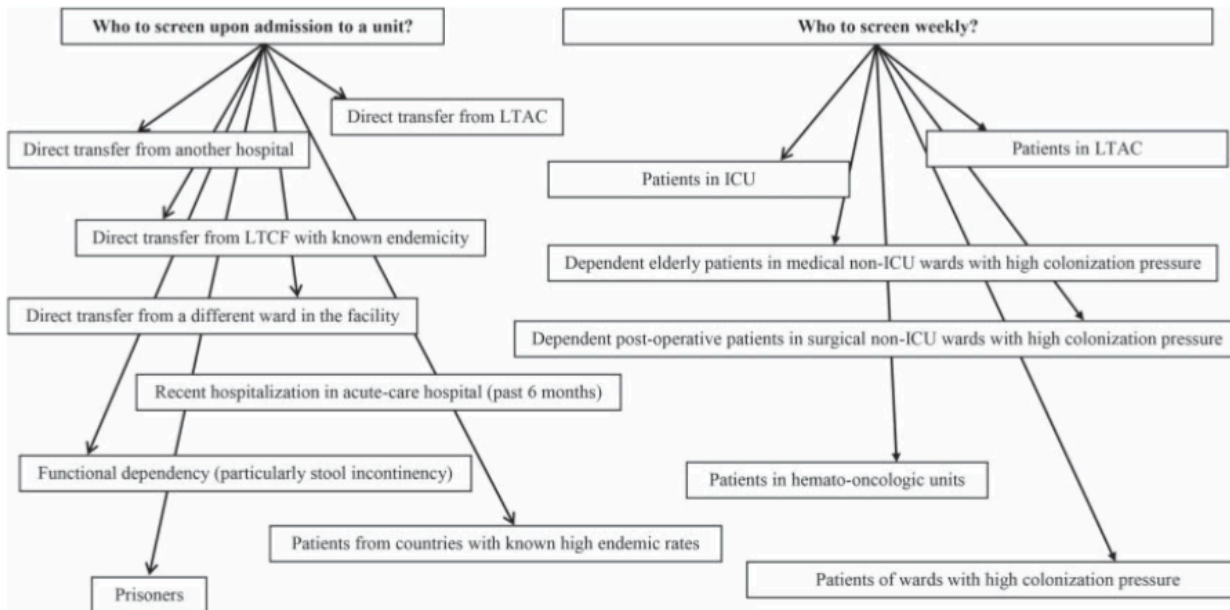 Who to screen upon admission to a unit?
Direct transfer from LTAC
Direct transfer from another hospital
Direct transfer from LTCF with known endemicity
Direct transfer from a different ward in the facility
Recent hospitalization in acute-care hospital (past 6 months)
Functional dependency (particularly stool incontinency)
Patients from countries with known high endemic rates
Prisoners
Who to screen weekly?
Patients in LTAC
Patients in ICU
Dependent elderly patients in medical non-ICU wards with high colonization pressure
Dependent post-operative patients in surgical non-ICU wards with high colonization pressure
Patients in hemato-oncologic units
Patients of wards with high colonization pressure